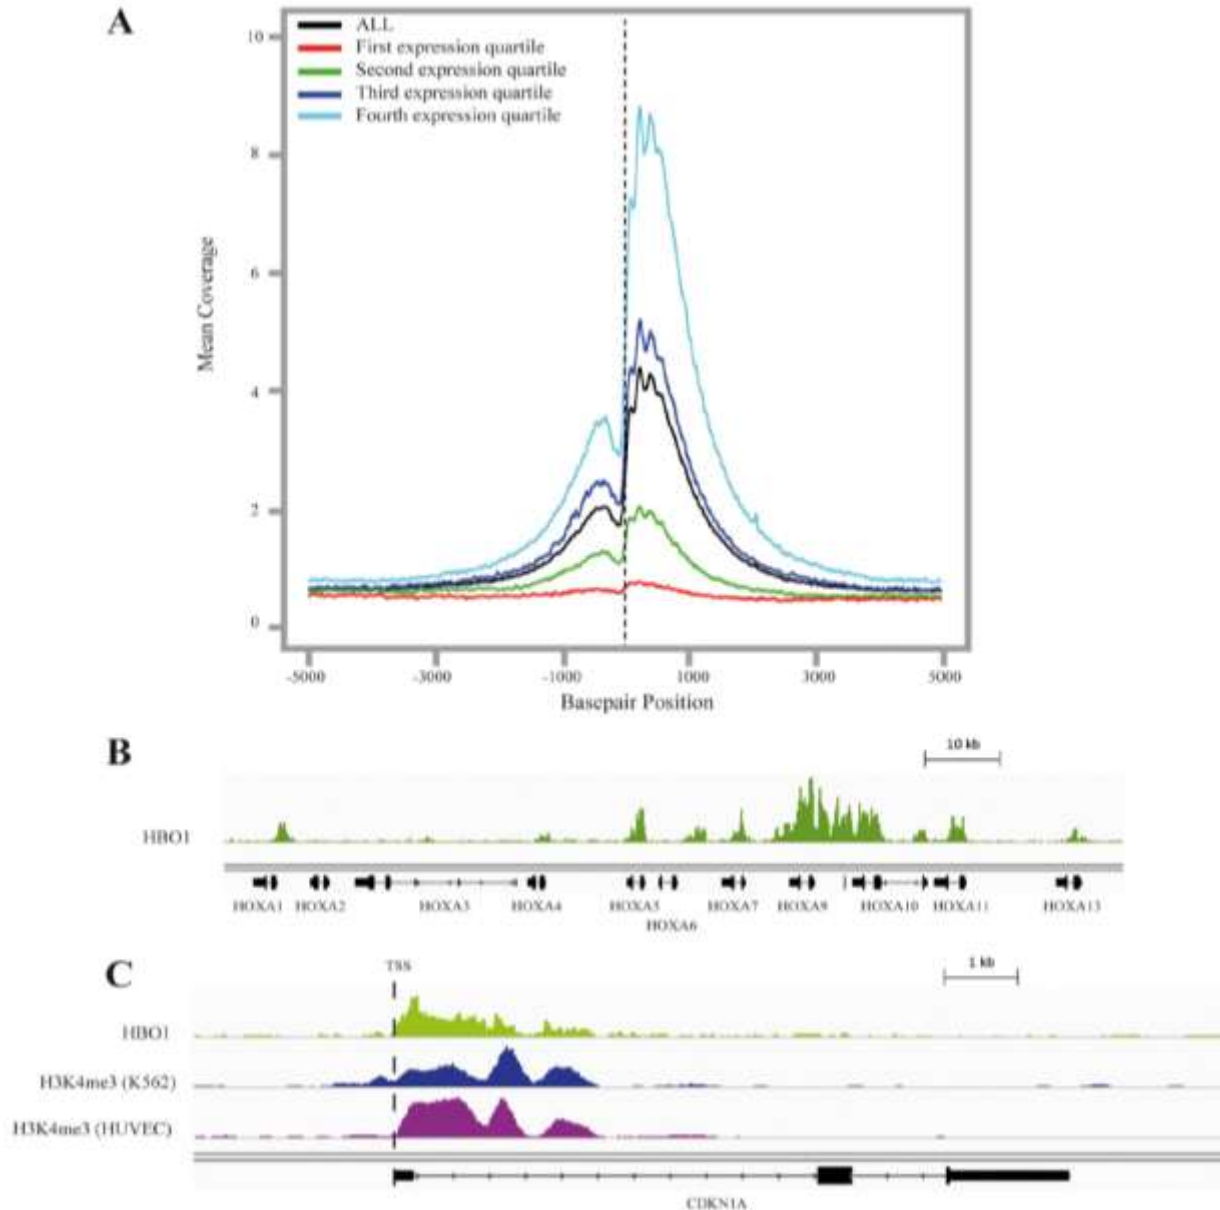 A
ALL
First expression quartile
Second expression quartile
Third expression quartile
Fourth expression quartile
10
8
6
4
2
0
Mean Coverage
-5000 -3000 -1000 1000 3000 5000
Basepair Position
B
10 kb
HBO1
HOXA1 HOXA2 HOXA3 HOXA4 HOXA5 HOXA7 HOXA9 HOXA10 HOXA11 HOXA13
HOXA6
C
TSS
1 kb
HBO1
H3K4me3 (K562)
H3K4me3 (HUVEC)
CDKN1A